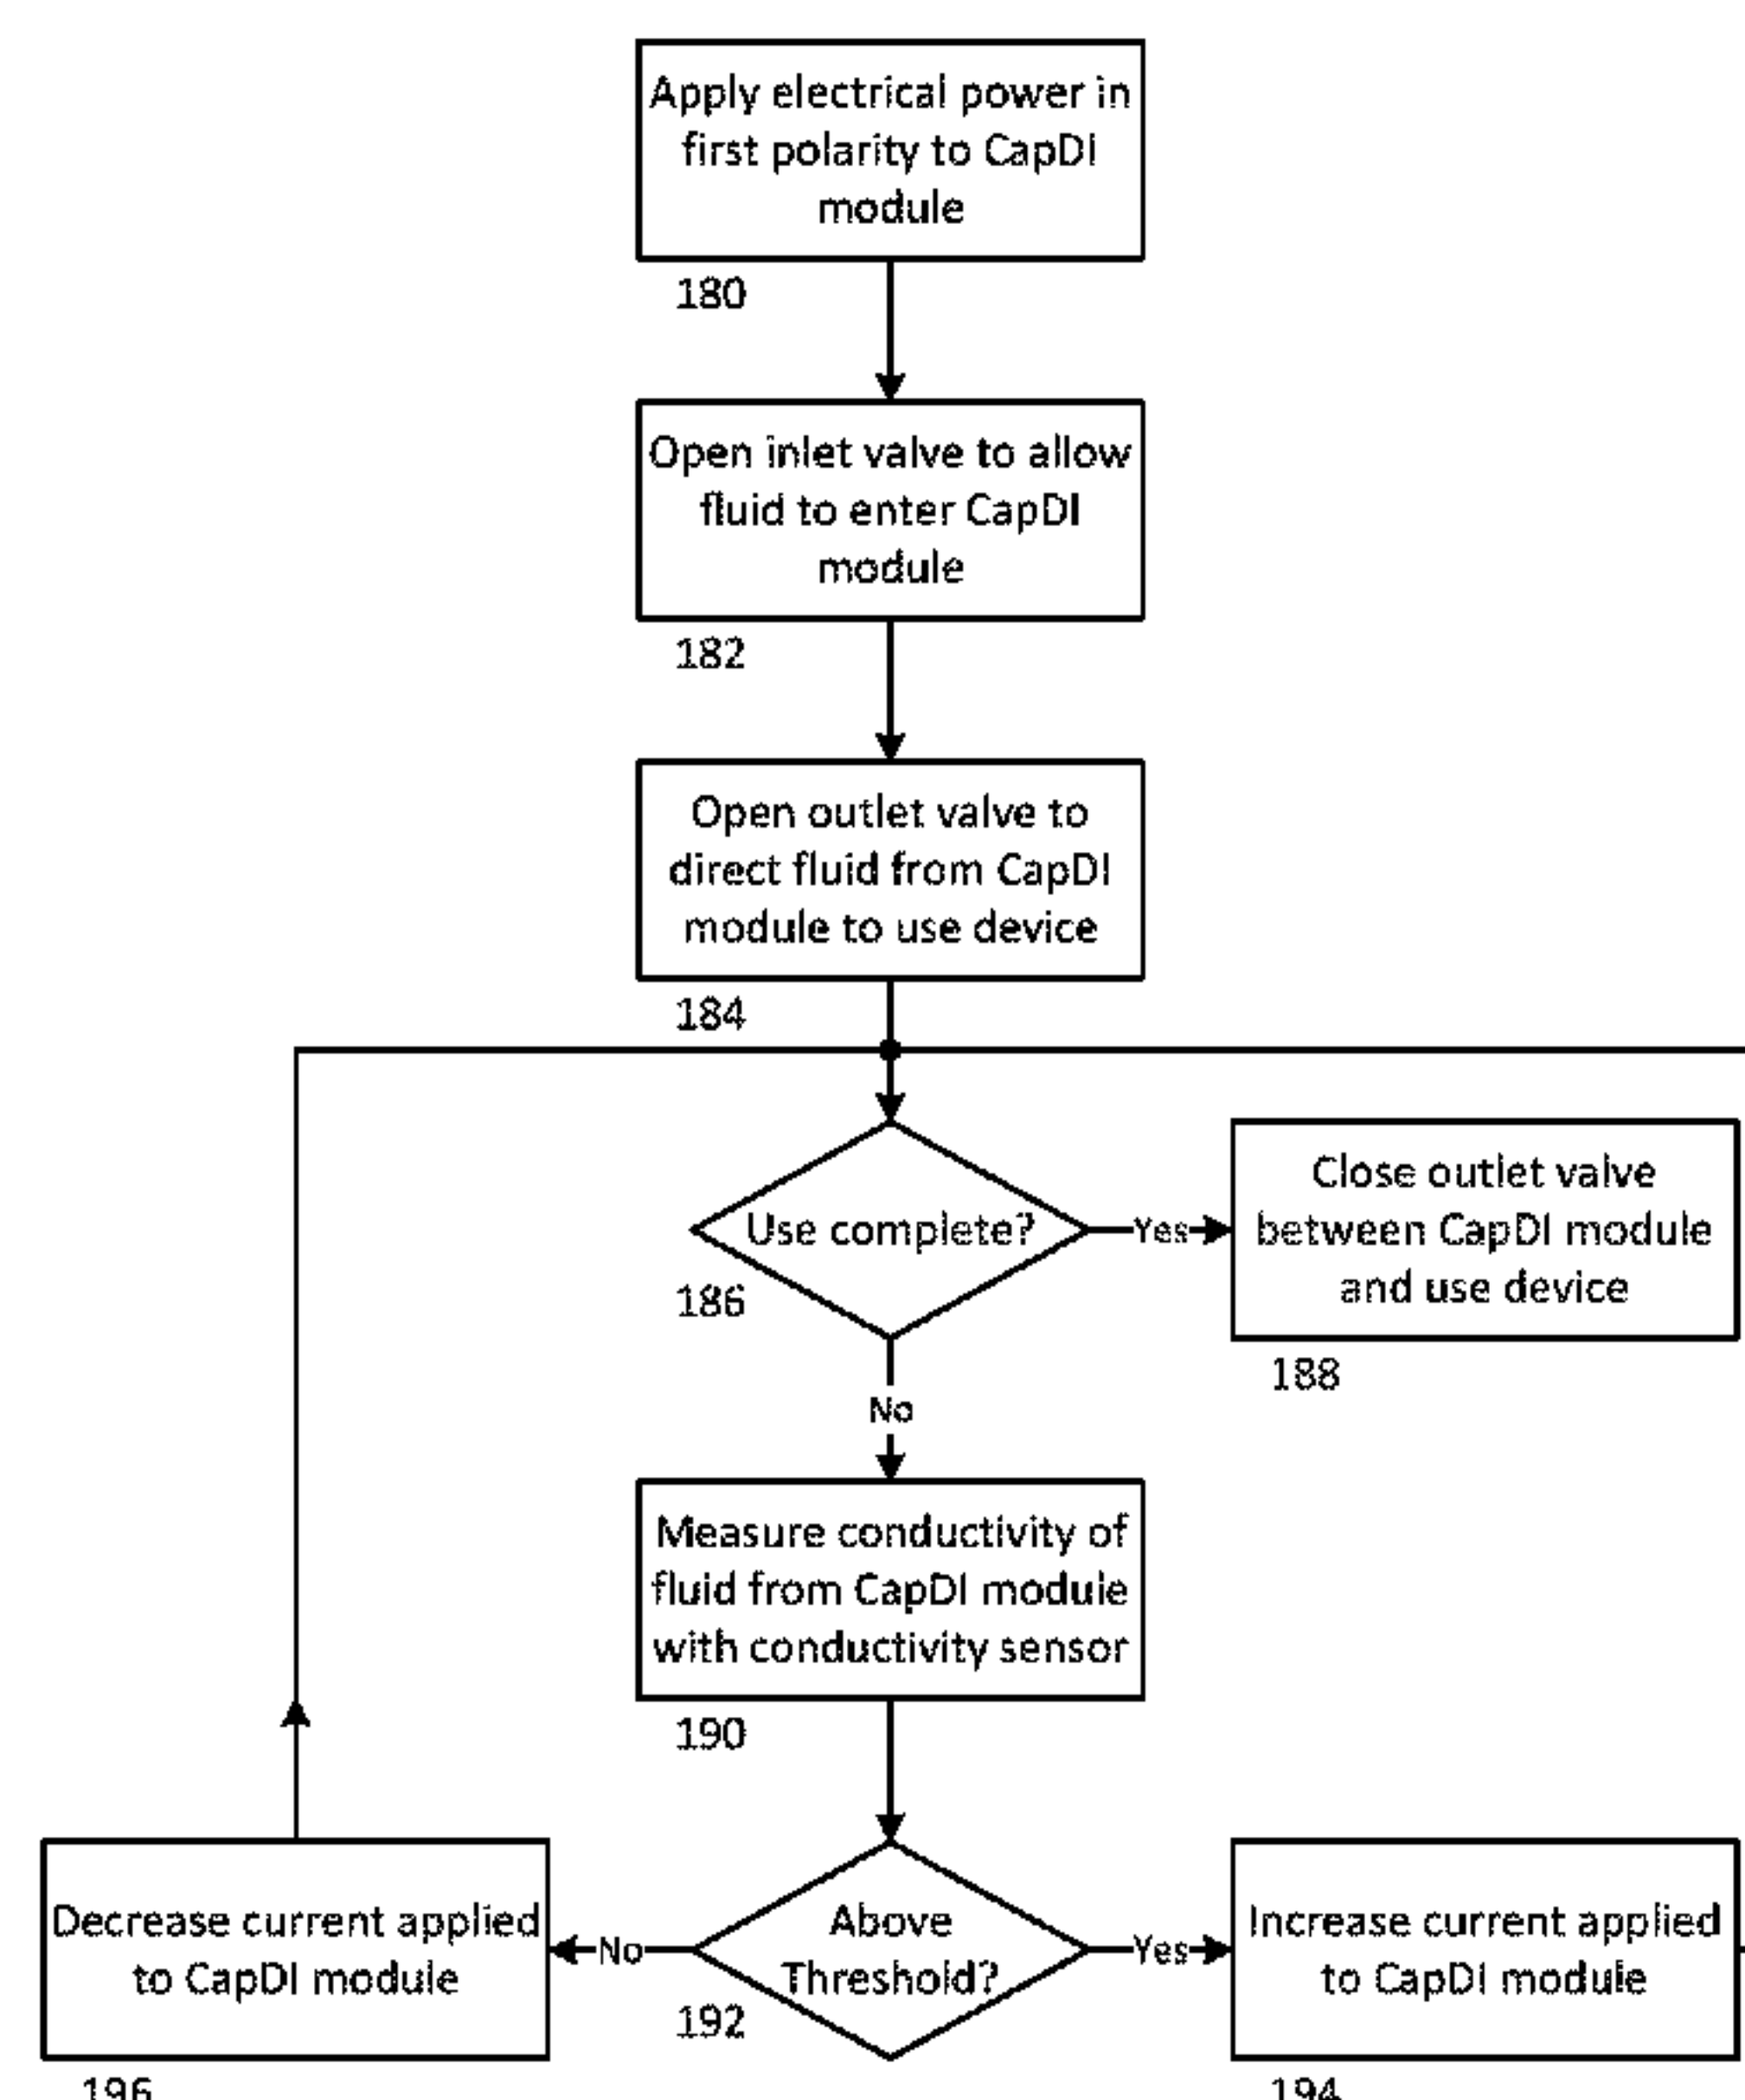 Apply electrical power in
first polarity to CapDI
module
180
Open inlet valve to allow
fluid to enter CapDI
module
182
Open outlet valve to
direct fluid from CapDI
module to use device
184
Use complete?
186
Yes
Close outlet valve
between CapDI module
and use device
188
No
Measure conductivity of
fluid from CapDI module
with conductivity sensor
190
Decrease current applied
to CapDI module
196
No
Above
Threshold?
192
Yes
Increase current applied
to CapDI module
194